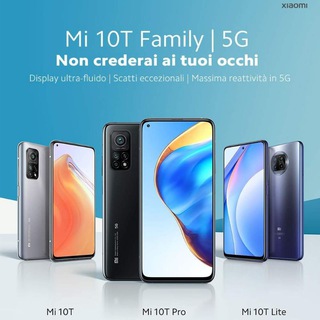 xiaomi
Mi 10T Family | 5G
Non crederai ai tuoi occhi
Display ultra-fluido | Scatti eccezionali | Massima reattività in 5G
Mi 10T
Mi 10T Pro
Mi 10T Lite